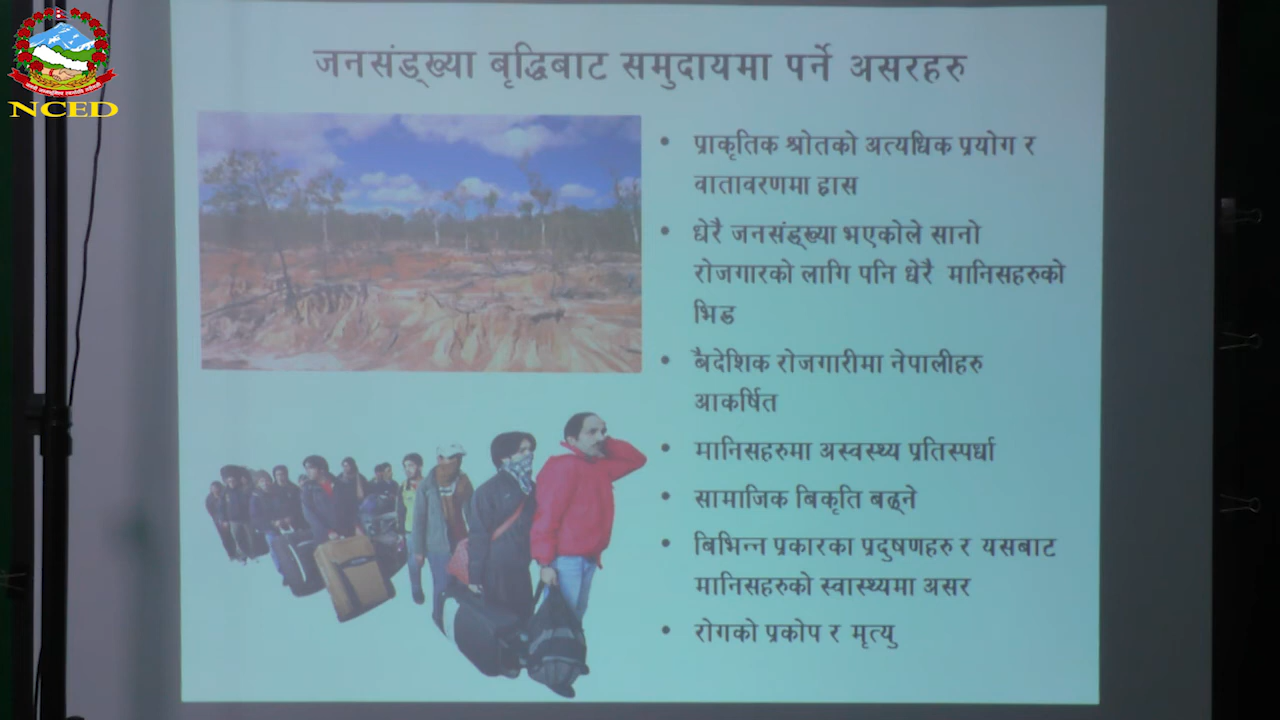 NCED
जनसंङ्ख्या बृद्धिबाट समुदायमा पर्ने असरहरु
• प्राकृतिक श्रोतको अत्यधिक प्रयोग र
वातावरणमा ह्रास
• धेरै जनसंङ्ख्या भएकोले सानो
रोजगारको लागि पनि धेरै मानिसहरुको
भिड
• बैदेशिक रोजगारीमा नेपालीहरु
आकर्षित
• मानिसहरुमा अस्वस्थ्य प्रतिस्पर्धा
• सामाजिक बिकृति बढ्ने
• बिभिन्न प्रकारका प्रदुषणहरु र यसबाट
मानिसहरुको स्वास्थ्यमा असर
• रोगको प्रकोप र मृत्यु